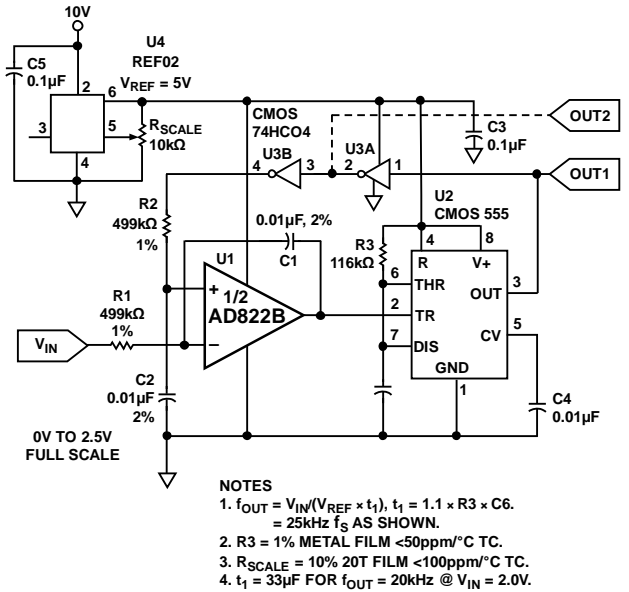 10V
U4
REF02
V_REF = 5V
C5
0.1µF
2
6
3
5
4
R_SCALE
10kΩ
CMOS
74HCO4
U3B
4
3
U3A
2
1
C3
0.1µF
OUT2
OUT1
R2
499kΩ
1%
0.01µF, 2%
C1
U1
+
1/2
AD822B
–
R1
499kΩ
1%
V_IN
C2
0.01µF
2%
0V TO 2.5V
FULL SCALE
R3
116kΩ
U2
CMOS 555
4
8
R
V+
6
THR
OUT
3
2
TR
CV
5
7
DIS
GND
1
C4
0.01µF
NOTES
1. f_OUT = V_IN/(V_REF × t_1), t_1 = 1.1 × R3 × C6.
= 25kHz f_S AS SHOWN.
2. R3 = 1% METAL FILM <50ppm/°C TC.
3. R_SCALE = 10% 20T FILM <100ppm/°C TC.
4. t_1 = 33µF FOR f_OUT = 20kHz @ V_IN = 2.0V.